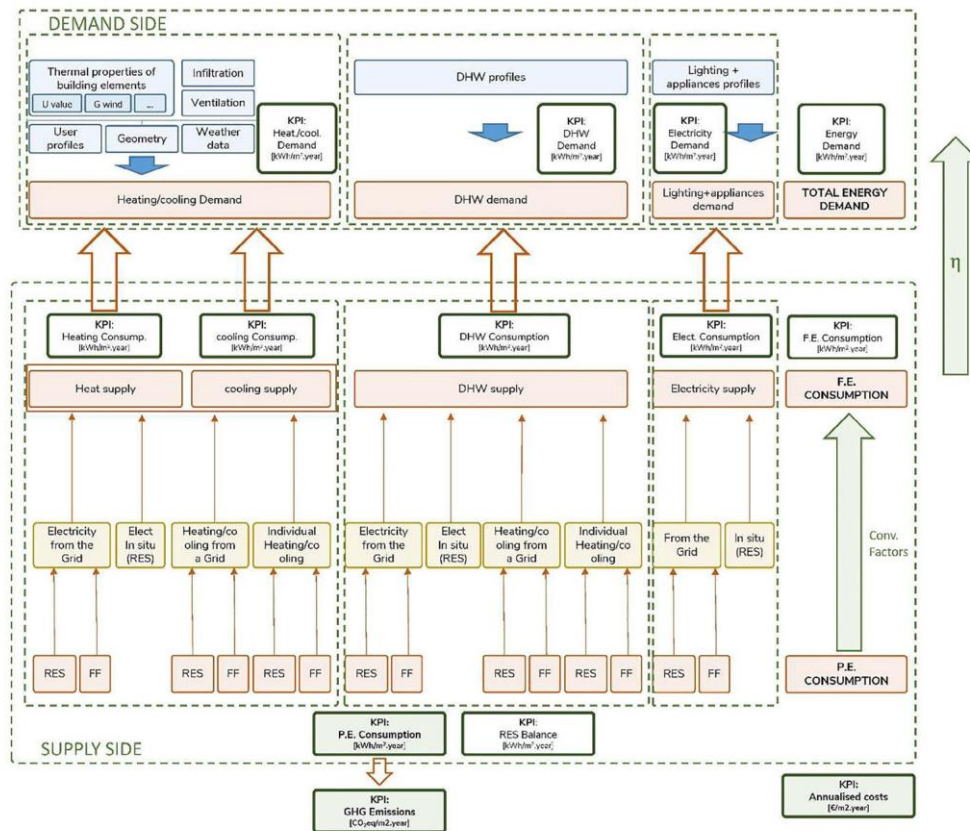 DEMAND SIDE
Thermal properties of
building elements
U value
G wind
...
Infiltration
Ventilation
User
profiles
Geometry
Weather
data
KPI:
Heat./cool.
Demand
[kWh/m².year]
Heating/cooling Demand
DHW profiles
KPI:
DHW
Demand
[kWh/m².year]
DHW demand
Lighting +
appliances profiles
KPI:
Electricity
Demand
[kWh/m².year]
Lighting+appliances
demand
KPI:
Energy
Demand
[kWh/m².year]
TOTAL ENERGY
DEMAND
η
KPI:
Heating Consump.
[kWh/m².year]
KPI:
cooling Consump.
[kWh/m².year]
Heat supply
cooling supply
KPI:
DHW Consumption
[kWh/m².year]
DHW supply
KPI:
Elect. Consumption
[kWh/m².year]
Electricity supply
KPI:
F.E. Consumption
[kWh/m².year]
F.E.
CONSUMPTION
Electricity
from the
Grid
Elect
In situ
(RES)
Heating/co
oling from
a Grid
Individual
Heating/co
oling
Electricity
from the
Grid
Elect
In situ
(RES)
Heating/co
oling from
a Grid
Individual
Heating/co
oling
From the
Grid
In situ
(RES)
Conv.
Factors
RES
FF
RES
FF
RES
FF
RES
FF
RES
FF
RES
FF
RES
FF
P.E.
CONSUMPTION
KPI:
P.E. Consumption
[kWh/m².year]
KPI:
RES Balance
[kWh/m².year]
SUPPLY SIDE
KPI:
GHG Emissions
[CO₂eq/m2.year]
KPI:
Annualised costs
[€/m2.year]